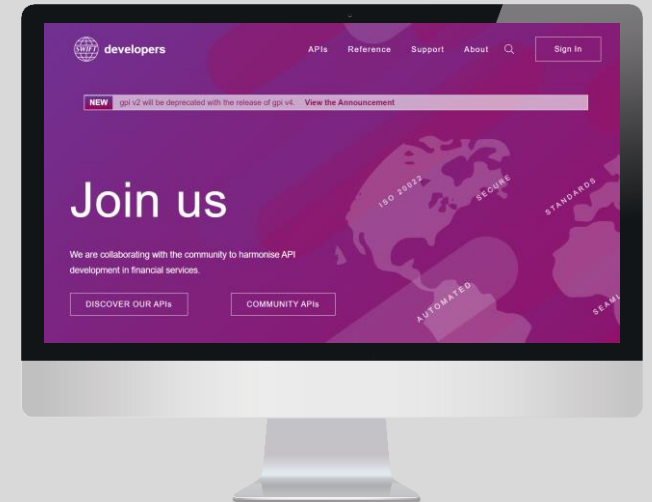 SWIFT developers
APIs Reference Support About Sign In
NEW gpi v2 will be deprecated with the release of gpi v4. View the Announcement
Join us
We are collaborating with the community to harmonise API
development in financial services.
DISCOVER OUR APIs COMMUNITY APIs
ISO 20022
SECURE
STANDARDS
AUTOMATED
SEAML